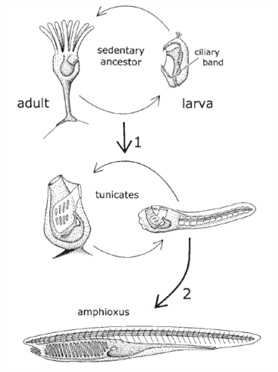 sedentary
ancestor
ciliary
band
adult
larva
1
tunicates
2
amphioxus